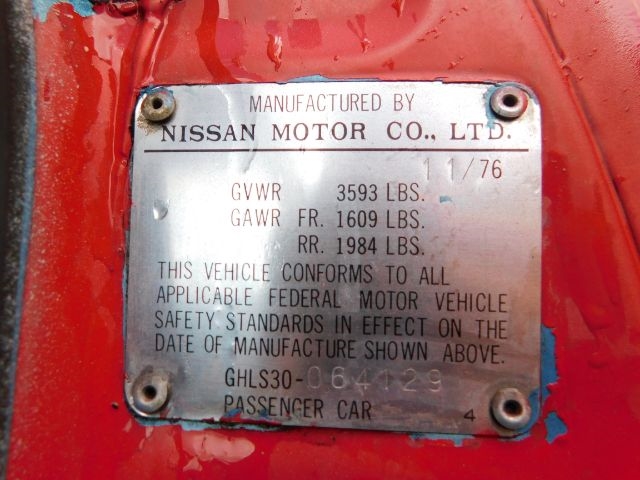 MANUFACTURED BY
NISSAN MOTOR CO., LTD.
11/76
GVWR 3593 LBS.
GAWR FR. 1609 LBS.
RR. 1984 LBS.
THIS VEHICLE CONFORMS TO ALL
APPLICABLE FEDERAL MOTOR VEHICLE
SAFETY STANDARDS IN EFFECT ON THE
DATE OF MANUFACTURE SHOWN ABOVE.
GHLS30-064129
PASSENGER CAR 4